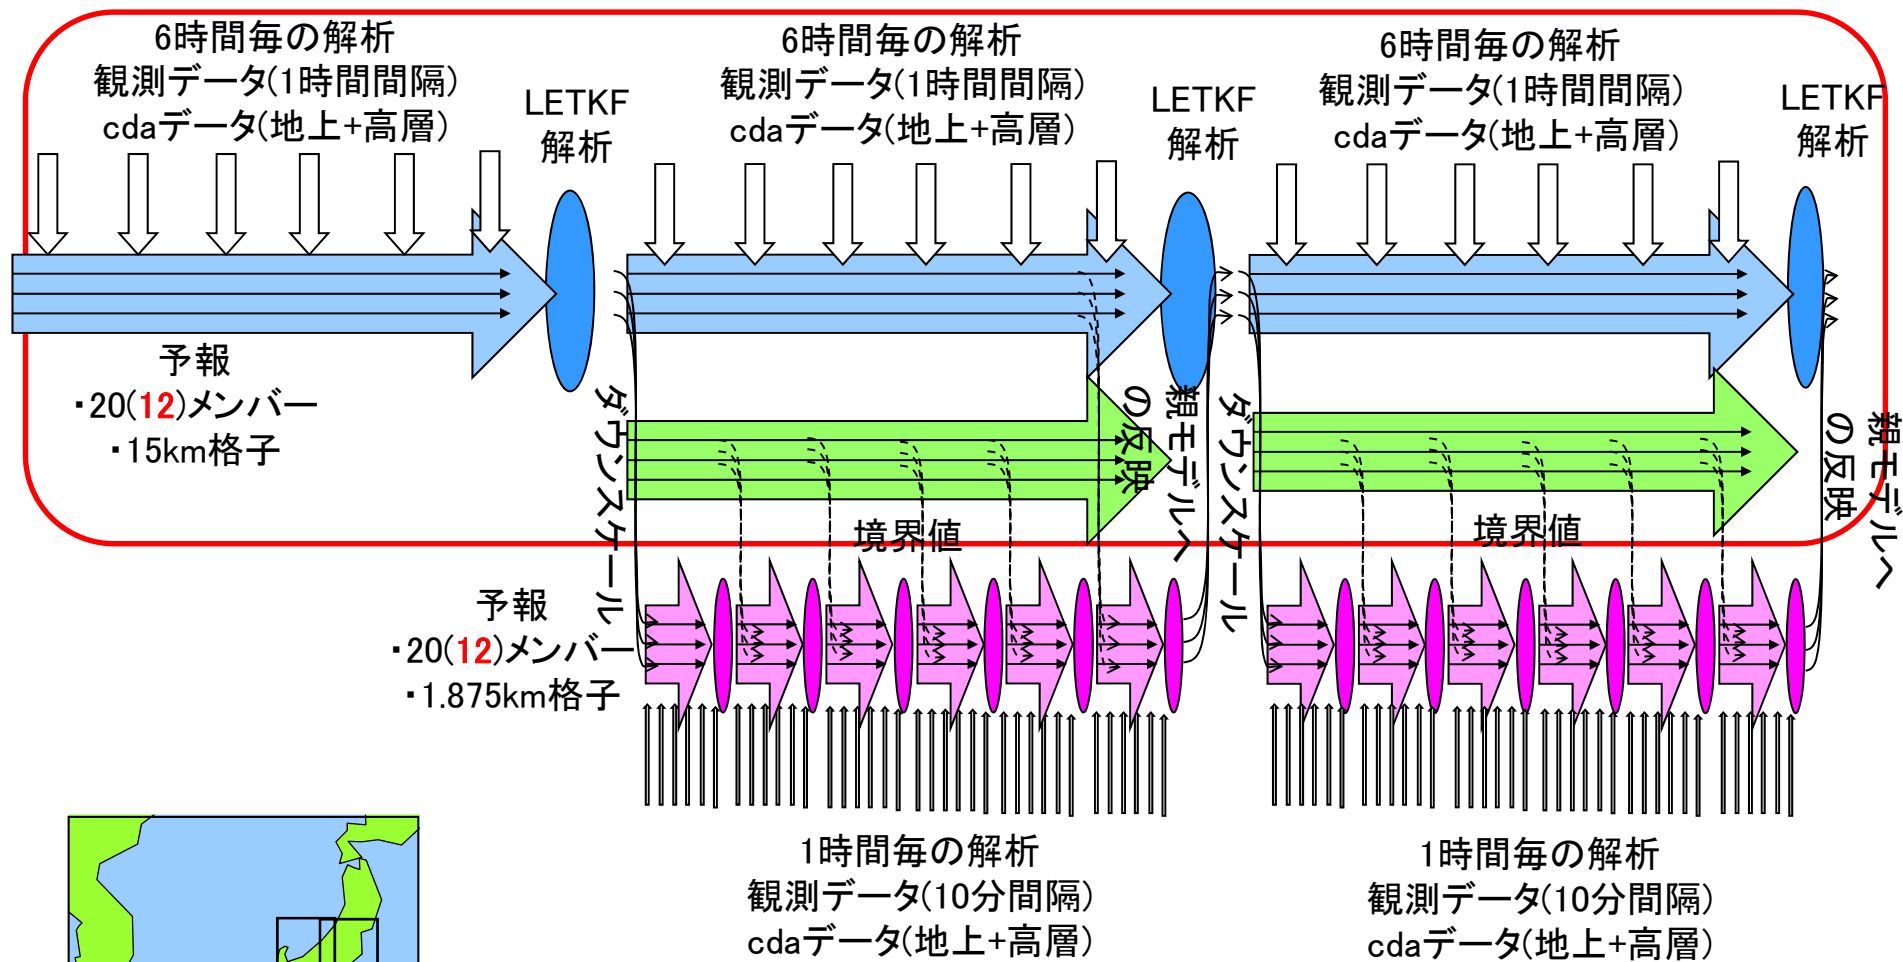 6時間毎の解析
観測データ(1時間間隔)
cdaデータ(地上+高層)
LETKF
解析
6時間毎の解析
観測データ(1時間間隔)
cdaデータ(地上+高層)
LETKF
解析
6時間毎の解析
観測データ(1時間間隔)
cdaデータ(地上+高層)
LETKF
解析
予報
・20(12)メンバー
・15km格子
ダウンスケール
親モデルへ
の反映
ダウンスケール
親モデルへ
の反映
境界値
境界値
予報
・20(12)メンバー
・1.875km格子
1時間毎の解析
観測データ(10分間隔)
cdaデータ(地上+高層)
1時間毎の解析
観測データ(10分間隔)
cdaデータ(地上+高層)